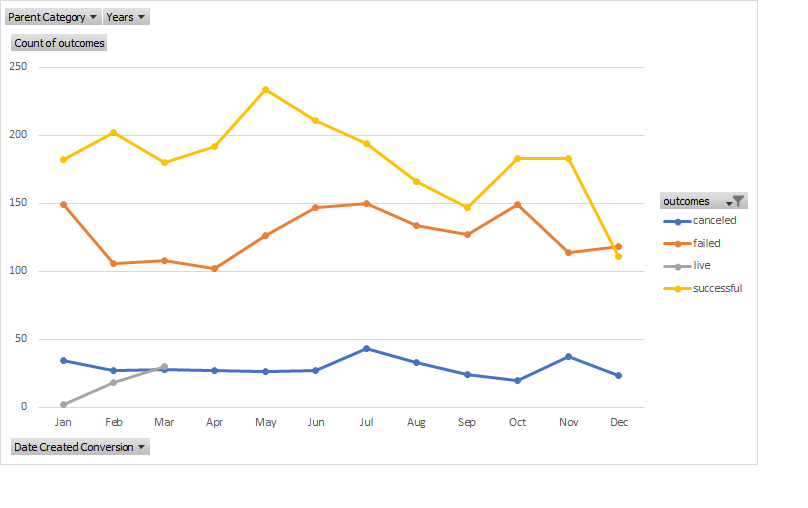 Parent Category Years
Count of outcomes
250
200
150
100
50
0
Jan Feb Mar Apr May Jun Jul Aug Sep Oct Nov Dec
Date Created Conversion
outcomes
canceled
failed
live
successful